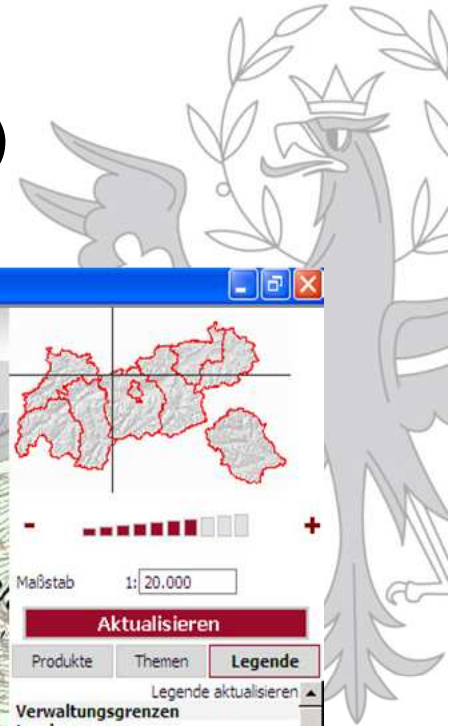 )
-
+
Maßstab 1: 20.000
Aktualisieren
Produkte Themen Legende
Legende aktualisieren
Verwaltungsgrenzen